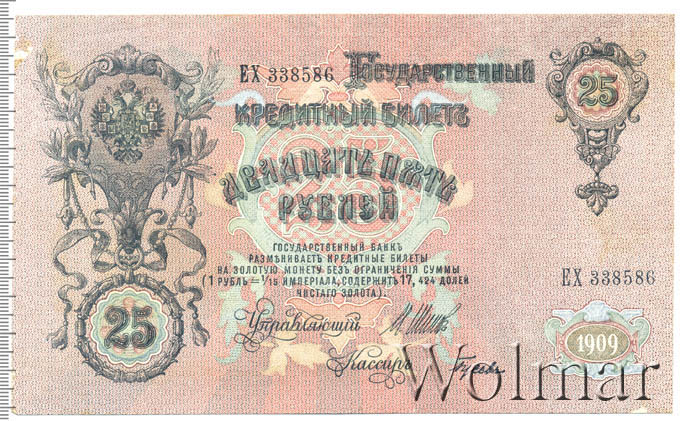 ЕХ 338586 Государственный
Кредитный Билетъ
Двадцать пять
рублей
25
25
ГОСУДАРСТВЕННЫЙ БАНКЪ
РАЗМѢНИВАЕТЪ КРЕДИТНЫЕ БИЛЕТЫ
НА ЗОЛОТУЮ МОНЕТУ БЕЗЪ ОГРАНИЧЕНІЯ СУММЫ
(1 РУБЛЬ = 1/15 ИМПЕРІАЛА, СОДЕРЖИТЪ 17,424 ДОЛЕЙ
ЧИСТАГО ЗОЛОТА).
ЕХ 338586
25
Управляющій
Кассиръ
1909
Wolmar